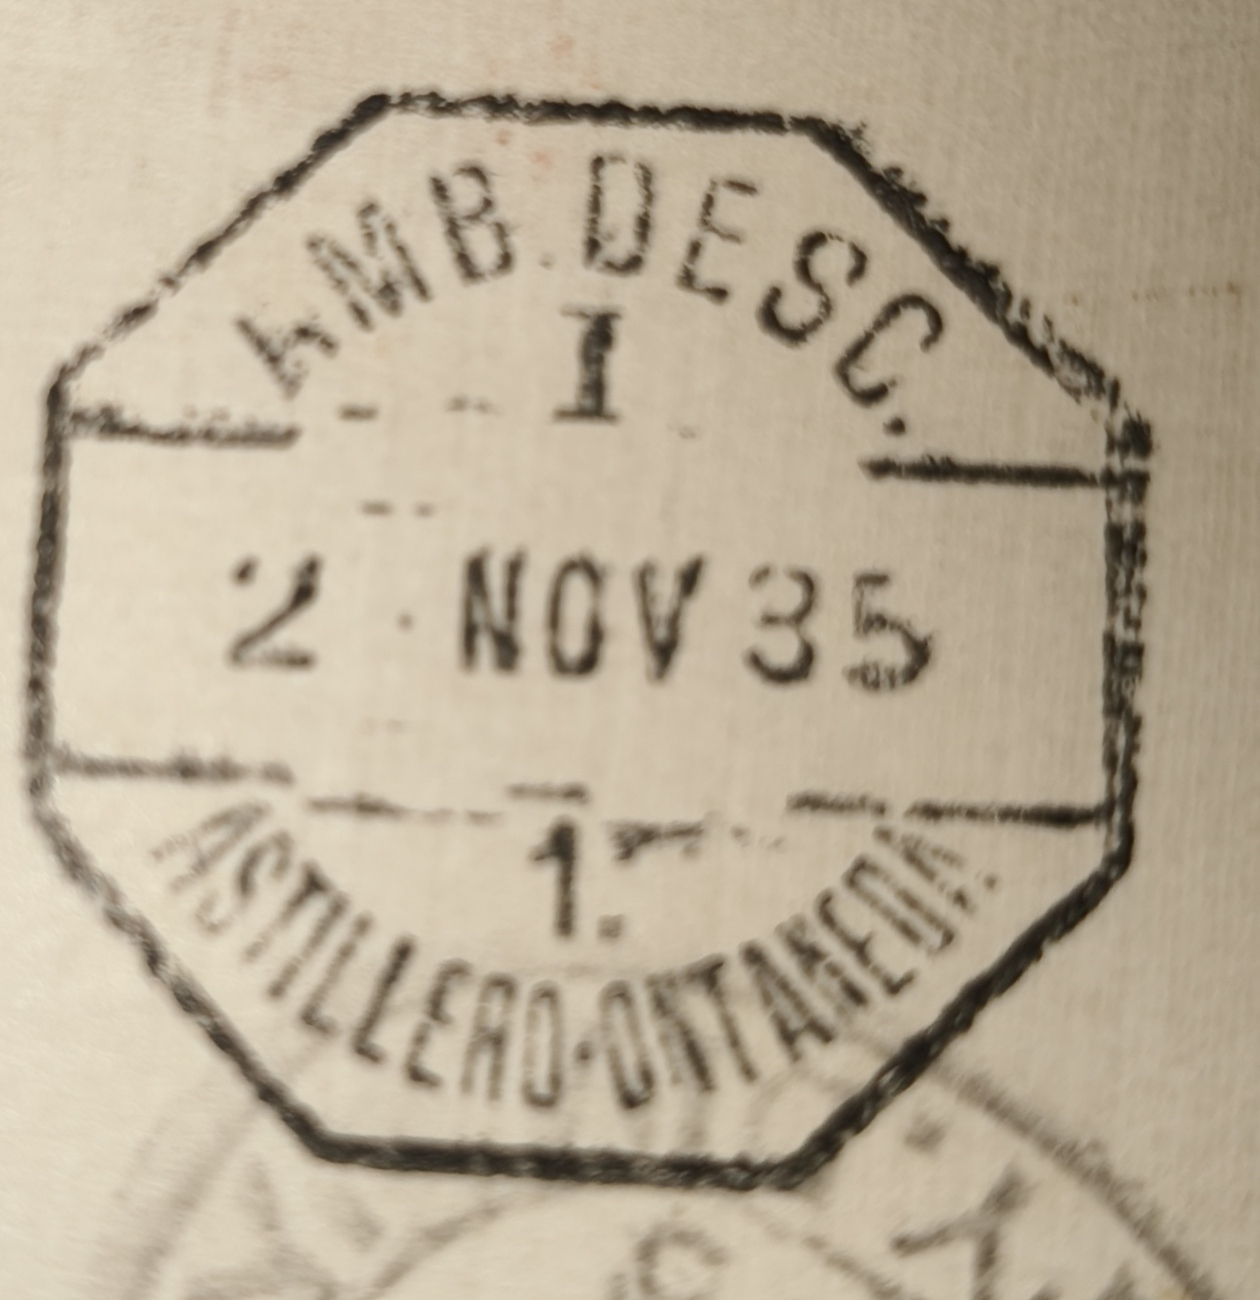 AMB. DESC.
I
2 · NOV 35
1.
ASTILLERO·ONTANEDA.